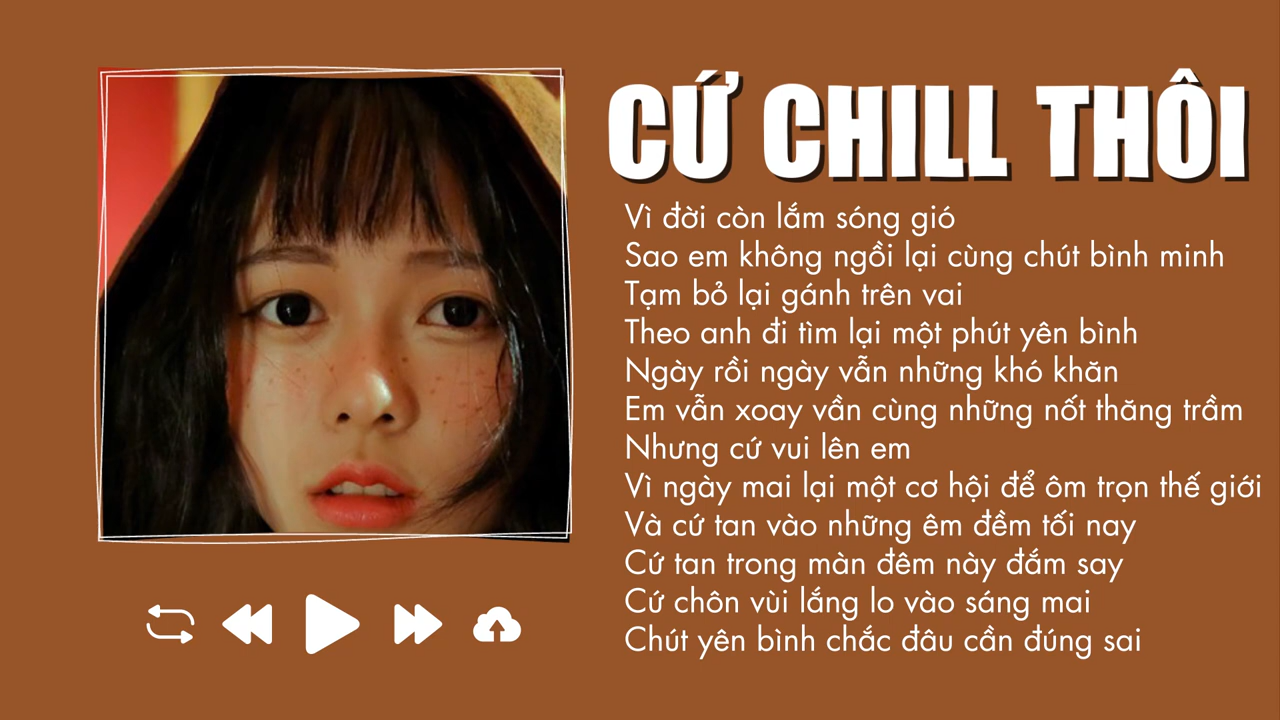 CỨ CHILL THÔI
Vì đời còn lắm sóng gió
Sao em không ngồi lại cùng chút bình minh
Tạm bỏ lại gánh trên vai
Theo anh đi tìm lại một phút yên bình
Ngày rồi ngày vẫn những khó khăn
Em vẫn xoay vần cùng những nốt thăng trầm
Nhưng cứ vui lên em
Vì ngày mai lại một cơ hội để ôm trọn thế giới
Và cứ tan vào những êm đềm tối nay
Cứ tan trong màn đêm này đắm say
Cứ chôn vùi lắng lo vào sáng mai
Chút yên bình chắc đâu cần đúng sai